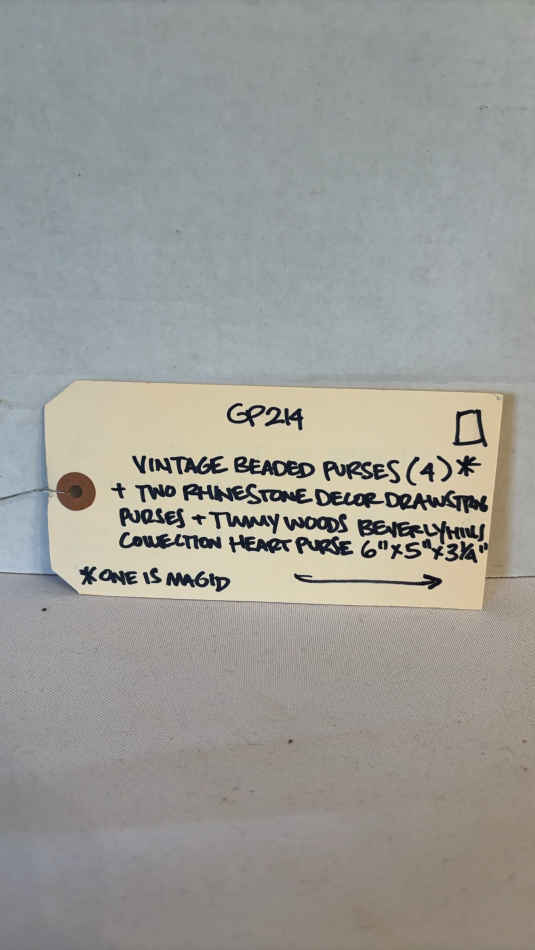 GP214
VINTAGE BEADED PURSES (4)*
+ TWO RHINESTONE DECOR DRAWSTRING
PURSES + TIMMY WOODS BEVERLY HILLS
COLLECTION HEART PURSE 6"x5"x3¼"
*ONE IS MAGID